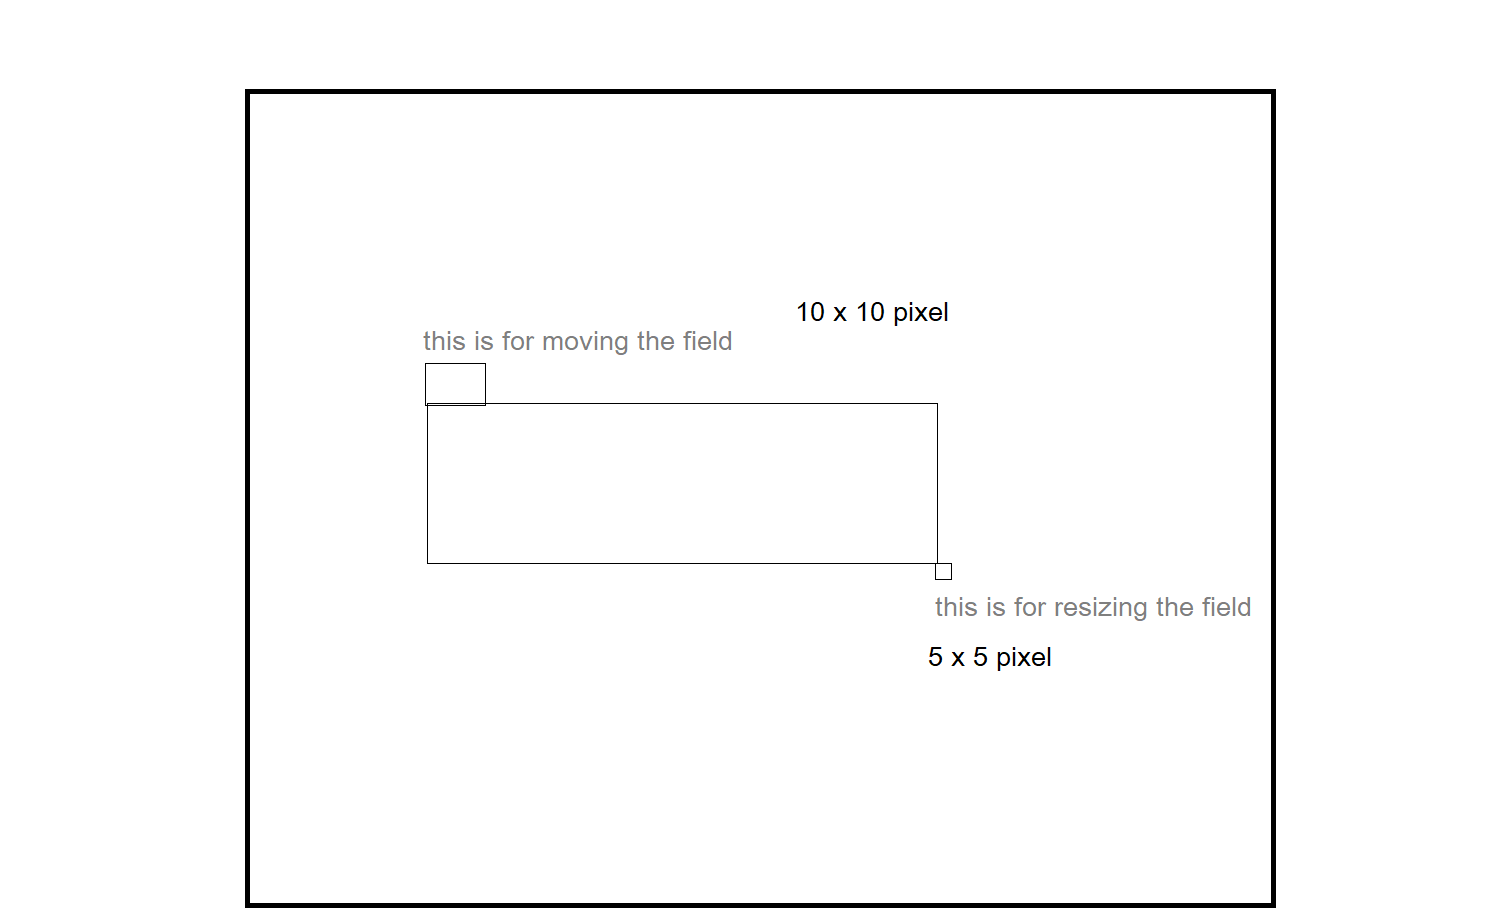 10 x 10 pixel
this is for moving the field
this is for resizing the field
5 x 5 pixel